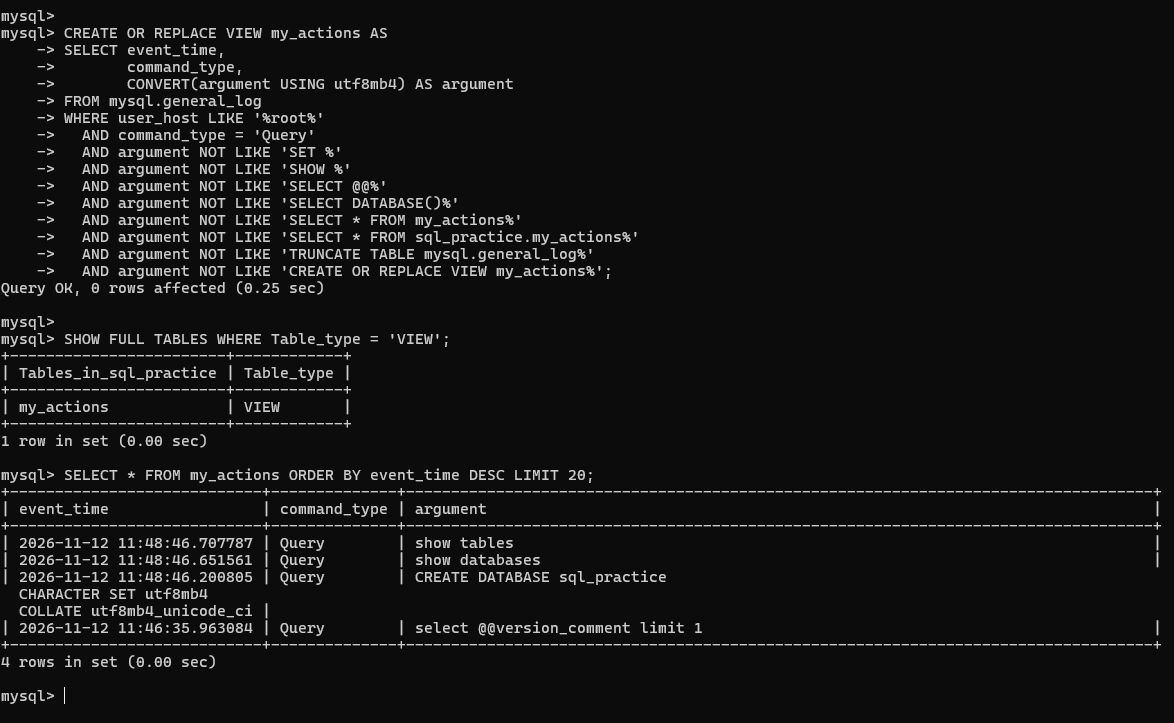 mysql>
mysql> CREATE OR REPLACE VIEW my_actions AS
    -> SELECT event_time,
    ->        command_type,
    ->        CONVERT(argument USING utf8mb4) AS argument
    -> FROM mysql.general_log
    -> WHERE user_host LIKE '%root%'
    ->   AND command_type = 'Query'
    ->   AND argument NOT LIKE 'SET %'
    ->   AND argument NOT LIKE 'SHOW %'
    ->   AND argument NOT LIKE 'SELECT @@%'
    ->   AND argument NOT LIKE 'SELECT DATABASE()%'
    ->   AND argument NOT LIKE 'SELECT * FROM my_actions%'
    ->   AND argument NOT LIKE 'SELECT * FROM sql_practice.my_actions%'
    ->   AND argument NOT LIKE 'TRUNCATE TABLE mysql.general_log%'
    ->   AND argument NOT LIKE 'CREATE OR REPLACE VIEW my_actions%';
Query OK, 0 rows affected (0.25 sec)

mysql>
mysql> SHOW FULL TABLES WHERE Table_type = 'VIEW';
+------------------------+------------+
| Tables_in_sql_practice | Table_type |
+------------------------+------------+
| my_actions             | VIEW       |
+------------------------+------------+
1 row in set (0.00 sec)

mysql> SELECT * FROM my_actions ORDER BY event_time DESC LIMIT 20;
+----------------------------+--------------+-----------------------------------------------------------------------------------+
| event_time                 | command_type | argument                                                                          |
+----------------------------+--------------+-----------------------------------------------------------------------------------+
| 2026-11-12 11:48:46.707787 | Query        | show tables                                                                       |
| 2026-11-12 11:48:46.651561 | Query        | show databases                                                                    |
| 2026-11-12 11:48:46.200805 | Query        | CREATE DATABASE sql_practice
  CHARACTER SET utf8mb4
  COLLATE utf8mb4_unicode_ci |
| 2026-11-12 11:46:35.963084 | Query        | select @@version_comment limit 1                                                  |
+----------------------------+--------------+-----------------------------------------------------------------------------------+
4 rows in set (0.00 sec)

mysql>